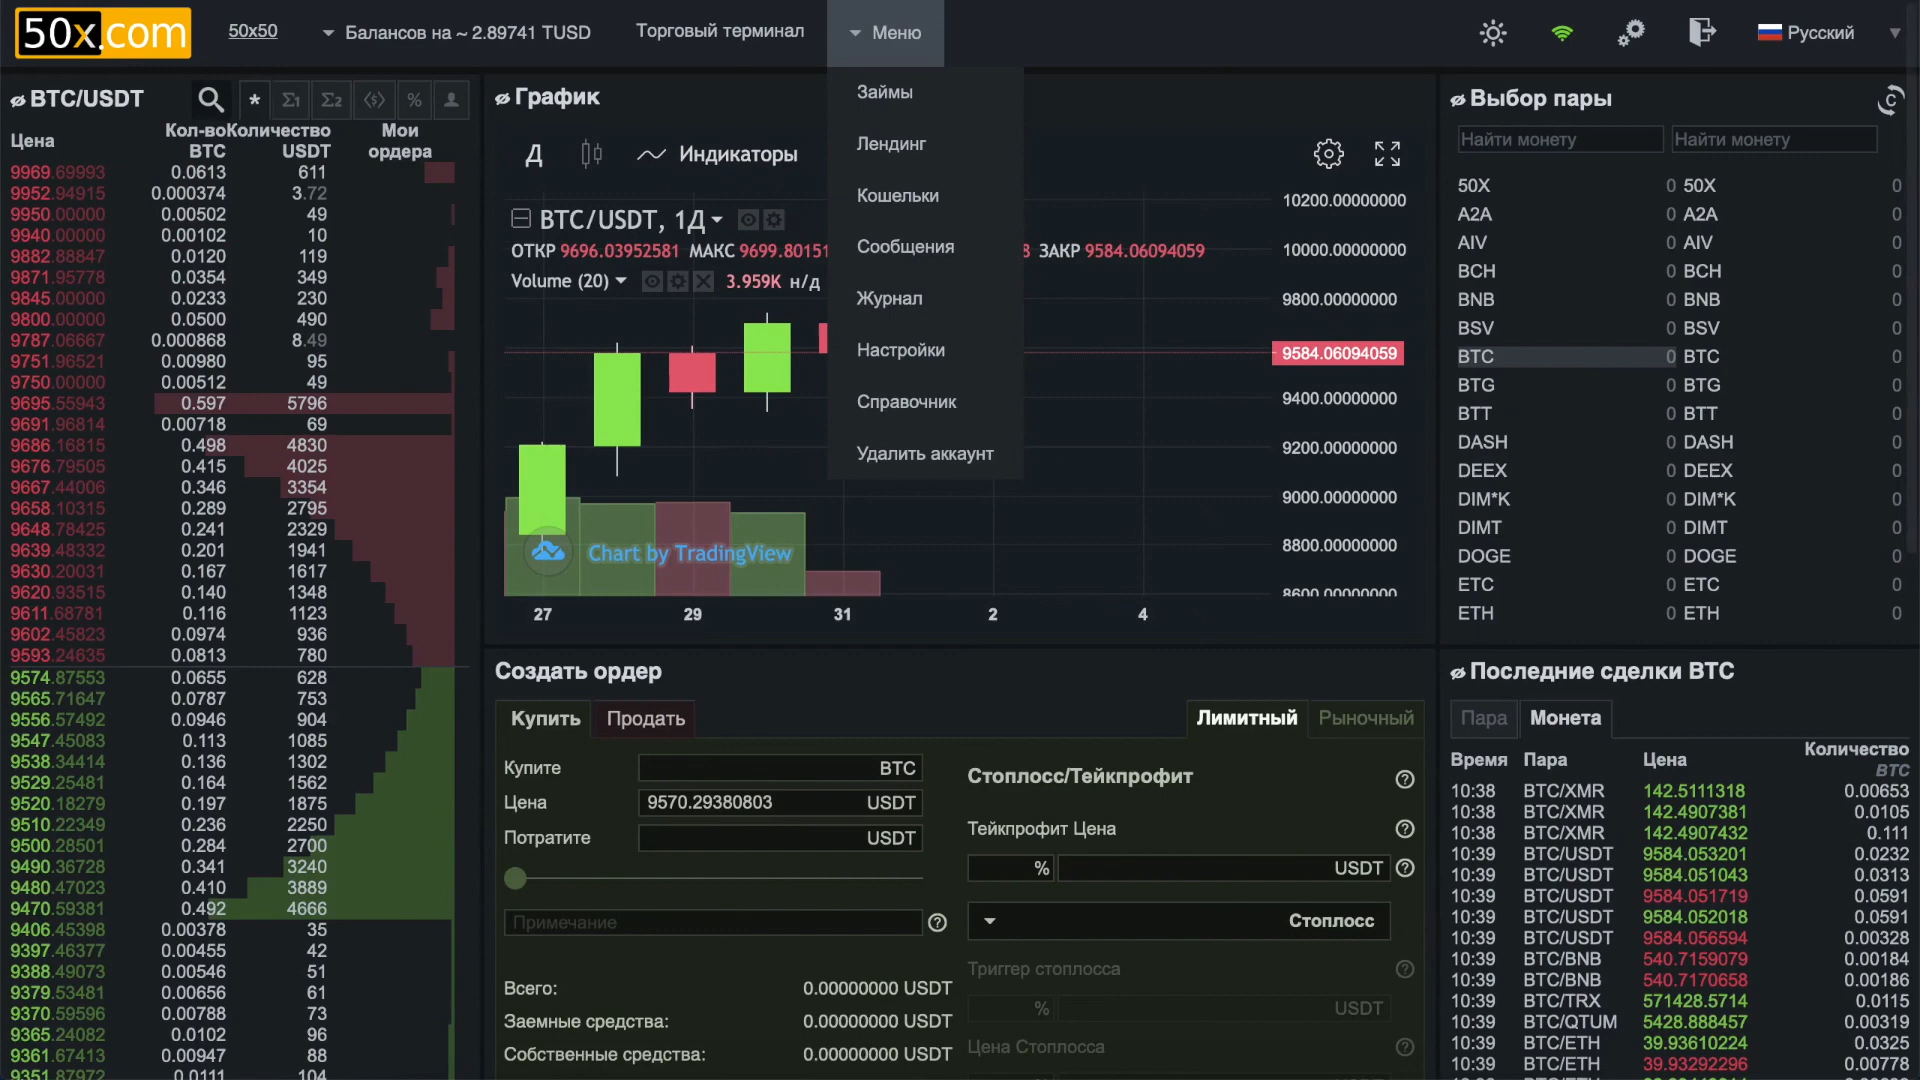 50x.com
50x50
Балансов на ~ 2.89741 TUSD
Торговый терминал
Меню
Русский
Займы
Лендинг
Кошельки
Сообщения
Журнал
Настройки
Справочник
Удалить аккаунт
BTC/USDT
* Σ1 Σ2 %
Цена Кол-во BTC Количество USDT Мои ордера
9969.69993 0.0613 611
9952.94915 0.000374 3.72
9950.00000 0.00502 49
9940.00000 0.00102 10
9882.88847 0.0120 119
9871.95778 0.0354 349
9845.00000 0.0233 230
9800.00000 0.0500 490
9787.06667 0.000868 8.49
9751.96521 0.00980 95
9750.00000 0.00512 49
9695.55943 0.597 5796
9691.96814 0.00718 69
9686.16815 0.498 4830
9676.79505 0.415 4025
9667.44006 0.346 3354
9658.10315 0.289 2795
9648.78425 0.241 2329
9639.48332 0.201 1941
9630.20031 0.167 1617
9620.93515 0.140 1348
9611.68781 0.116 1123
9602.45823 0.0974 936
9593.24635 0.0813 780
9574.87553 0.0655 628
9565.71647 0.0787 753
9556.57492 0.0946 904
9547.45083 0.113 1085
9538.34414 0.136 1302
9529.25481 0.164 1562
9520.18279 0.197 1875
9510.22349 0.236 2250
9500.28501 0.284 2700
9490.36728 0.341 3240
9480.47023 0.410 3889
9470.59381 0.492 4666
9406.45398 0.00378 35
9397.46377 0.00455 42
9388.49073 0.00546 51
9379.53481 0.00656 61
9370.59596 0.00788 73
9365.24082 0.0102 96
9361.67413 0.00947 88
9351.87972 0.0111 104
График
Д Индикаторы
BTC/USDT, 1Д
ОТКР 9696.03952581 МАКС 9699.80151 8 ЗАКР 9584.06094059
Volume (20) 3.959K н/д
10200.00000000
10000.00000000
9800.00000000
9584.06094059
9400.00000000
9200.00000000
9000.00000000
8800.00000000
8600.00000000
Chart by TradingView
27 29 31 2 4
Создать ордер
Купить Продать Лимитный Рыночный
Купите BTC
Цена 9570.29380803 USDT
Потратите USDT
Примечание
Всего: 0.00000000 USDT
Заемные средства: 0.00000000 USDT
Собственные средства: 0.00000000 USDT
Стоплосс/Тейкпрофит
Тейкпрофит Цена
% USDT
Стоплосс
Триггер стоплосса
% USDT
Цена Стоплосса
Выбор пары
Найти монету Найти монету
50X 0 50X 0
A2A 0 A2A 0
AIV 0 AIV 0
BCH 0 BCH 0
BNB 0 BNB 0
BSV 0 BSV 0
BTC 0 BTC 0
BTG 0 BTG 0
BTT 0 BTT 0
DASH 0 DASH 0
DEEX 0 DEEX 0
DIM*K 0 DIM*K 0
DIMT 0 DIMT 0
DOGE 0 DOGE 0
ETC 0 ETC 0
ETH 0 ETH 0
Последние сделки BTC
Пара Монета
Время Пара Цена Количество BTC
10:38 BTC/XMR 142.5111318 0.00653
10:38 BTC/XMR 142.4907381 0.0105
10:38 BTC/XMR 142.4907432 0.111
10:39 BTC/USDT 9584.053201 0.0232
10:39 BTC/USDT 9584.051043 0.0313
10:39 BTC/USDT 9584.051719 0.0591
10:39 BTC/USDT 9584.052018 0.0591
10:39 BTC/USDT 9584.056594 0.00328
10:39 BTC/BNB 540.7159079 0.00184
10:39 BTC/BNB 540.7170658 0.00186
10:39 BTC/TRX 571428.5714 0.0115
10:39 BTC/QTUM 5428.888457 0.00319
10:39 BTC/ETH 39.93610224 0.0325
10:39 BTC/ETH 39.93292296 0.00778